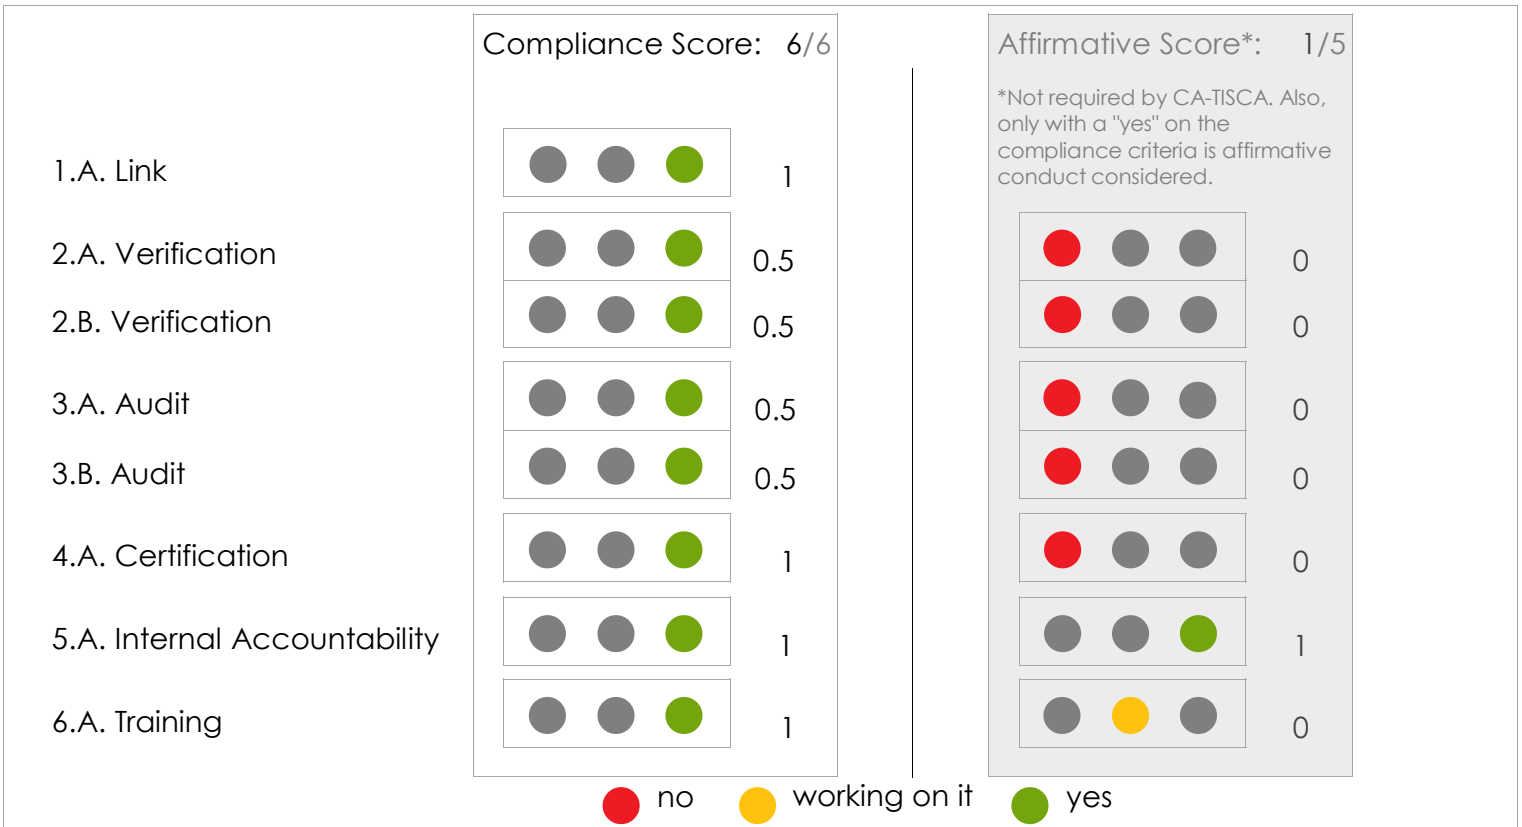 Compliance Score: 6/6
Affirmative Score*: 1/5
*Not required by CA-TISCA. Also,
only with a "yes" on the
compliance criteria is affirmative
conduct considered.
1.A. Link 1
2.A. Verification 0.5 0
2.B. Verification 0.5 0
3.A. Audit 0.5 0
3.B. Audit 0.5 0
4.A. Certification 1 0
5.A. Internal Accountability 1 1
6.A. Training 1 0
no working on it yes